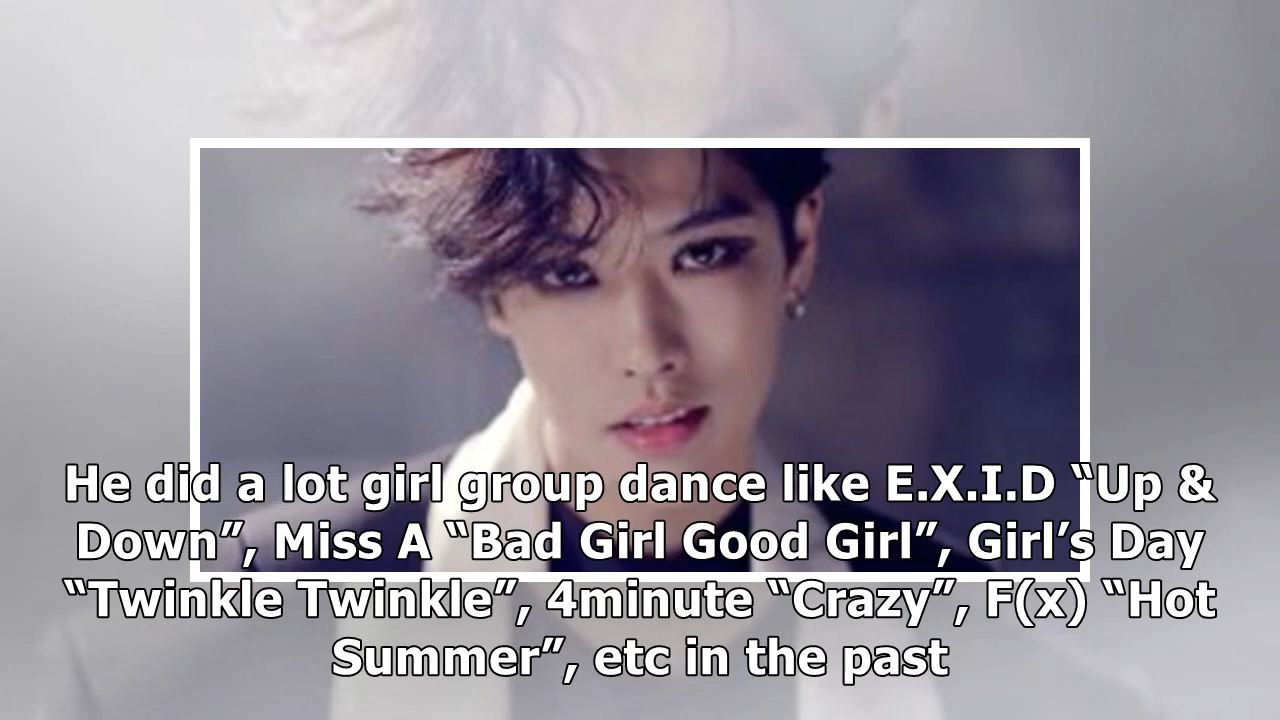 He did a lot girl group dance like E.X.I.D “Up &
Down”, Miss A “Bad Girl Good Girl”, Girl’s Day
“Twinkle Twinkle”, 4minute “Crazy”, F(x) “Hot
Summer”, etc in the past